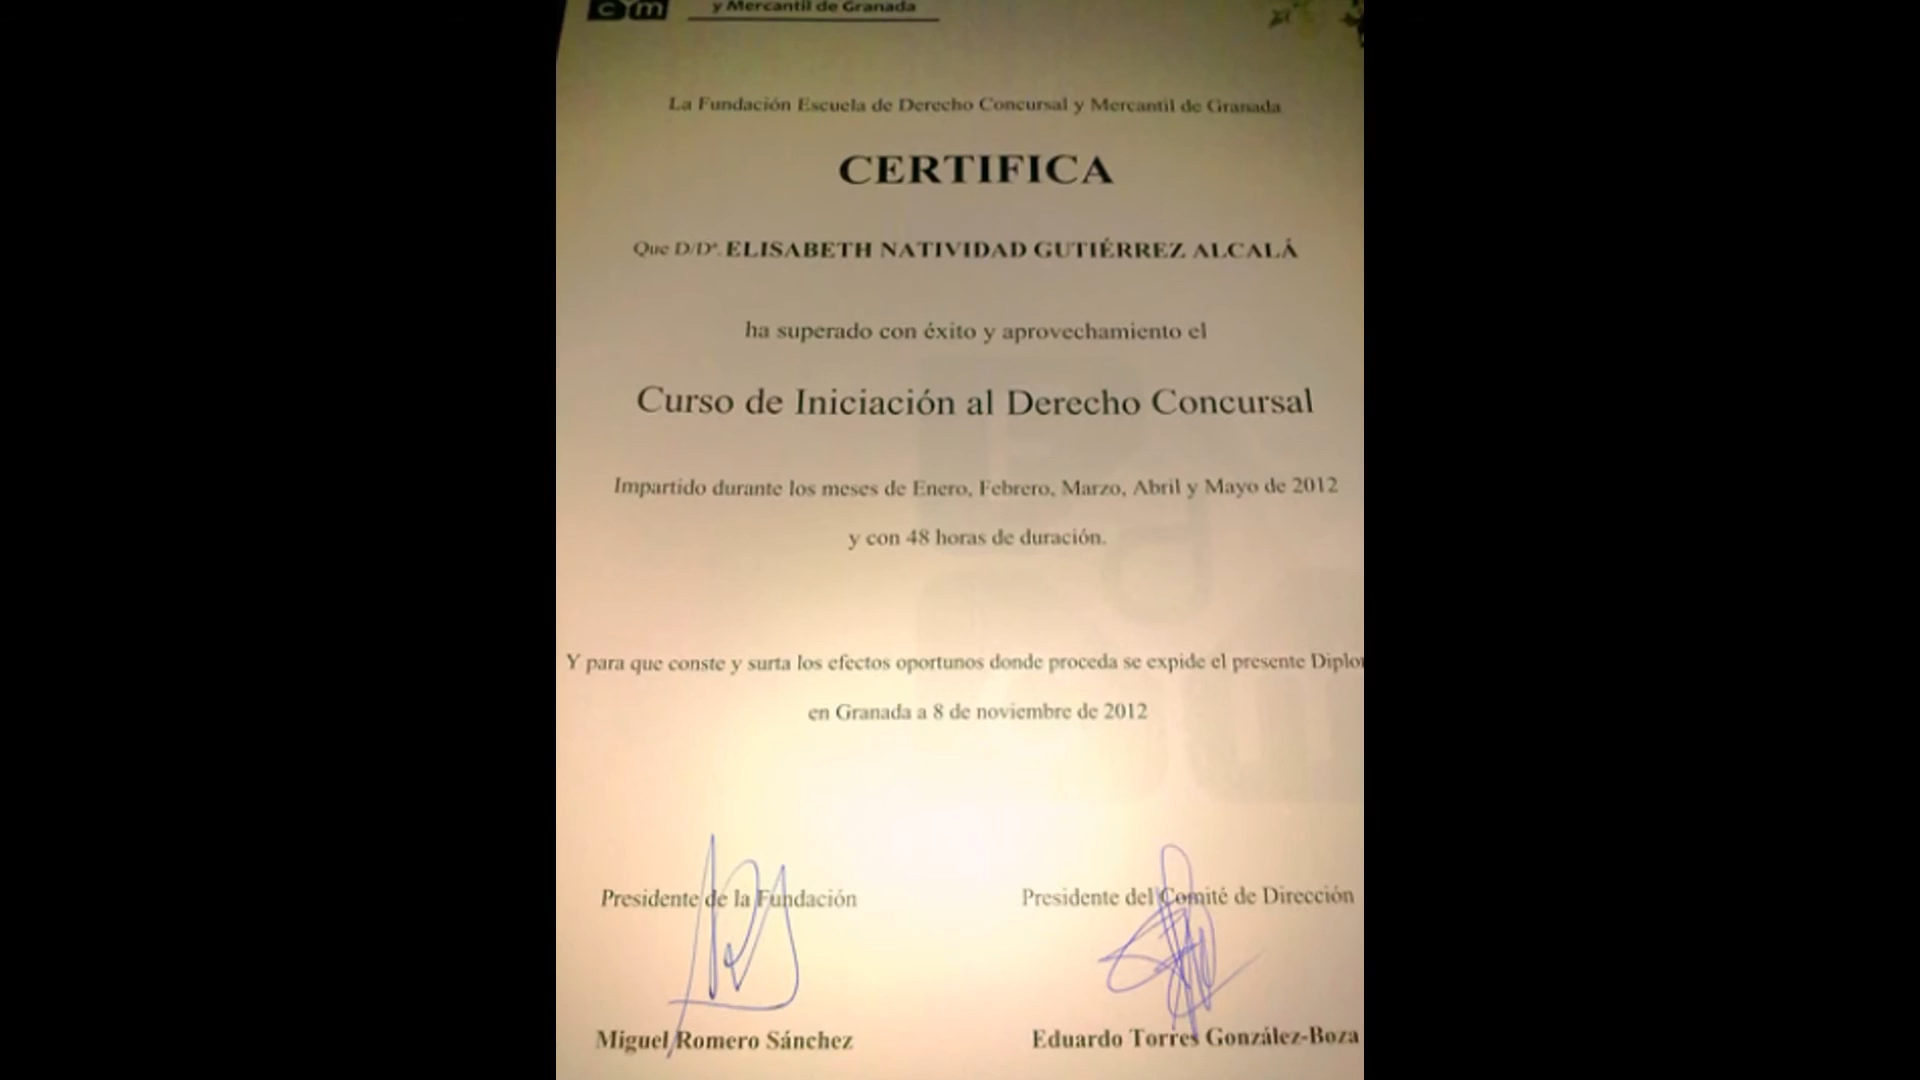 cym
y Mercantil de Granada
La Fundación Escuela de Derecho Concursal y Mercantil de Granada
CERTIFICA
Que D/Dª. ELISABETH NATIVIDAD GUTIÉRREZ ALCALÁ
ha superado con éxito y aprovechamiento el
Curso de Iniciación al Derecho Concursal
Impartido durante los meses de Enero, Febrero, Marzo, Abril y Mayo de 2012
y con 48 horas de duración.
Y para que conste y surta los efectos oportunos donde proceda se expide el presente Diplo
en Granada a 8 de noviembre de 2012
Presidente de la Fundación
Presidente del Comité de Dirección
Miguel Romero Sánchez
Eduardo Torres González-Boza